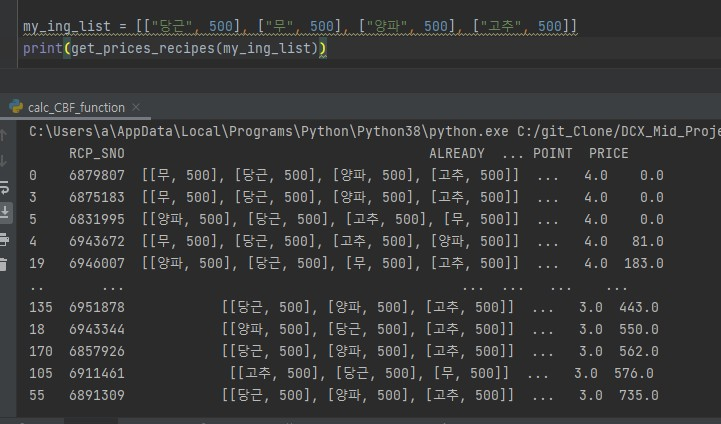 my_ing_list = [["당근", 500], ["무", 500], ["양파", 500], ["고추", 500]]
print(get_prices_recipes(my_ing_list))
calc_CBF_function ×
C:\Users\a\AppData\Local\Programs\Python\Python38\python.exe C:/git_Clone/DCX_Mid_Proje
RCP_SNO ALREADY ... POINT PRICE
0 6879807 [[무, 500], [당근, 500], [양파, 500], [고추, 500]] ... 4.0 0.0
3 6875183 [[무, 500], [당근, 500], [양파, 500], [고추, 500]] ... 4.0 0.0
5 6831995 [[양파, 500], [당근, 500], [고추, 500], [무, 500]] ... 4.0 0.0
4 6943672 [[무, 500], [당근, 500], [고추, 500], [양파, 500]] ... 4.0 81.0
19 6946007 [[양파, 500], [당근, 500], [무, 500], [고추, 500]] ... 4.0 183.0
.. ... ... ... ... ...
135 6951878 [[당근, 500], [양파, 500], [고추, 500]] ... 3.0 443.0
18 6943344 [[양파, 500], [당근, 500], [고추, 500]] ... 3.0 550.0
170 6857926 [[당근, 500], [양파, 500], [고추, 500]] ... 3.0 562.0
105 6911461 [[고추, 500], [당근, 500], [무, 500]] ... 3.0 576.0
55 6891309 [[당근, 500], [양파, 500], [고추, 500]] ... 3.0 735.0